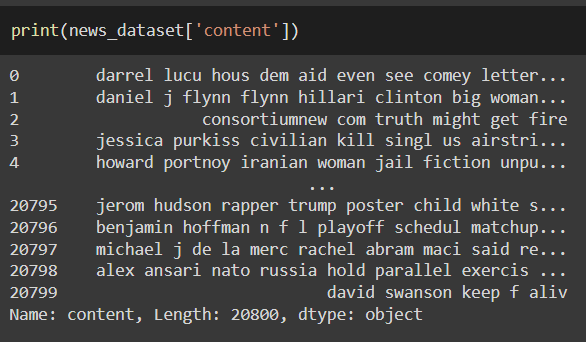 print(news_dataset['content'])
0 darrel lucu hous dem aid even see comey letter...
1 daniel j flynn flynn hillari clinton big woman...
2 consortiumnew com truth might get fire
3 jessica purkiss civilian kill singl us airstri...
4 howard portnoy iranian woman jail fiction unpu...
...
20795 jerom hudson rapper trump poster child white s...
20796 benjamin hoffman n f l playoff schedul matchup...
20797 michael j de la merc rachel abram maci said re...
20798 alex ansari nato russia hold parallel exercis ...
20799 david swanson keep f aliv
Name: content, Length: 20800, dtype: object